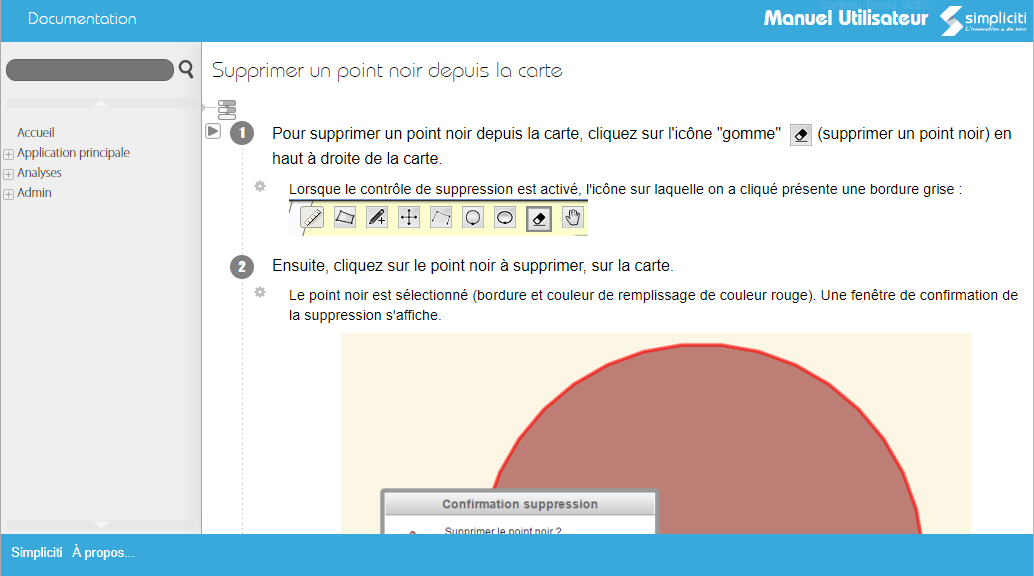 Documentation
contenu menu outils
Manuel Utilisateur
simpliciti
L'innovation a du sens
Supprimer un point noir depuis la carte
Accueil
Application principale
Analyses
Admin
1 Pour supprimer un point noir depuis la carte, cliquez sur l'icône "gomme" (supprimer un point noir) en
haut à droite de la carte.
Lorsque le contrôle de suppression est activé, l'icône sur laquelle on a cliqué présente une bordure grise :
2 Ensuite, cliquez sur le point noir à supprimer, sur la carte.
Le point noir est sélectionné (bordure et couleur de remplissage de couleur rouge). Une fenêtre de confirmation de
la suppression s'affiche.
Confirmation suppression
Supprimer le point noir ?
Simpliciti À propos...